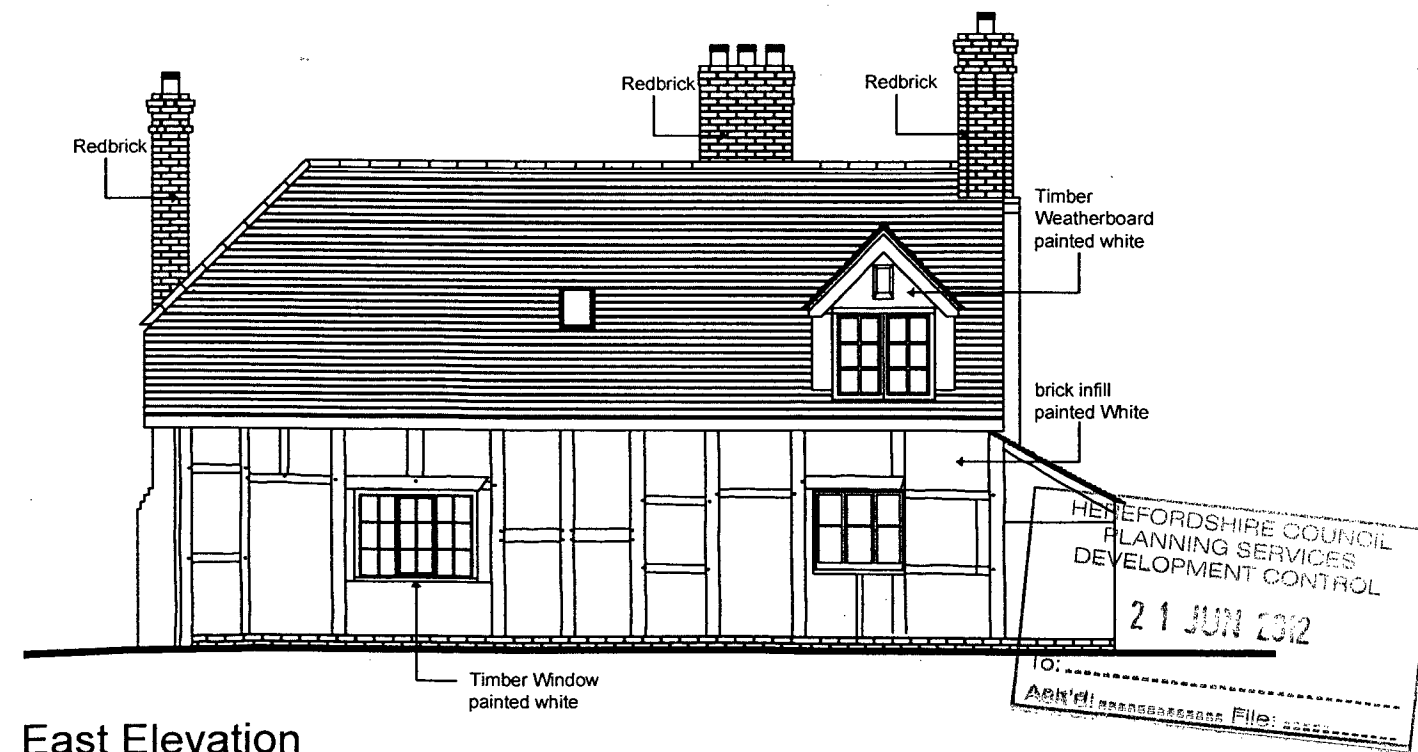 Redbrick
Redbrick
Redbrick
Timber
Weatherboard
painted white
brick infill
painted White
HEREFORDSHIRE COUNCIL
PLANNING SERVICES
DEVELOPMENT CONTROL
21 JUN 2012
To:
Ack'd: File:
Timber Window
painted white
East Elevation